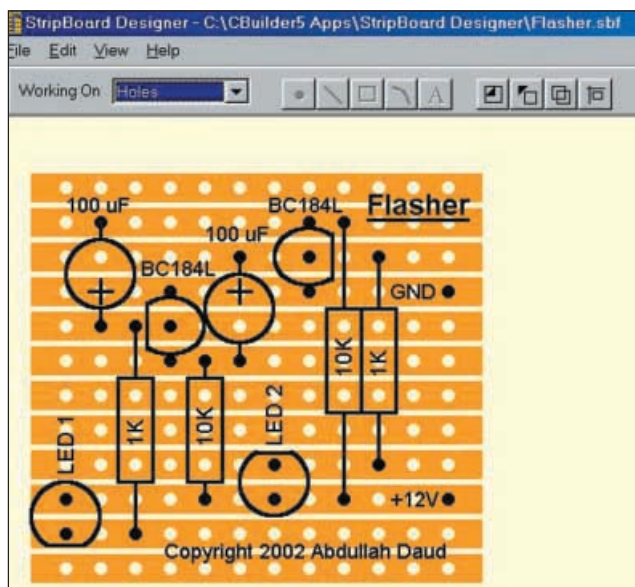 StripBoard Designer - C:\CBuilder5 Apps\StripBoard Designer\Flasher.sbf
File Edit View Help
Working On Holes
A
100 uF
BC184L
Flasher
100 uF
BC184L
GND
10K
1K
1K
10K
LED 2
LED 1
+12V
Copyright 2002 Abdullah Daud